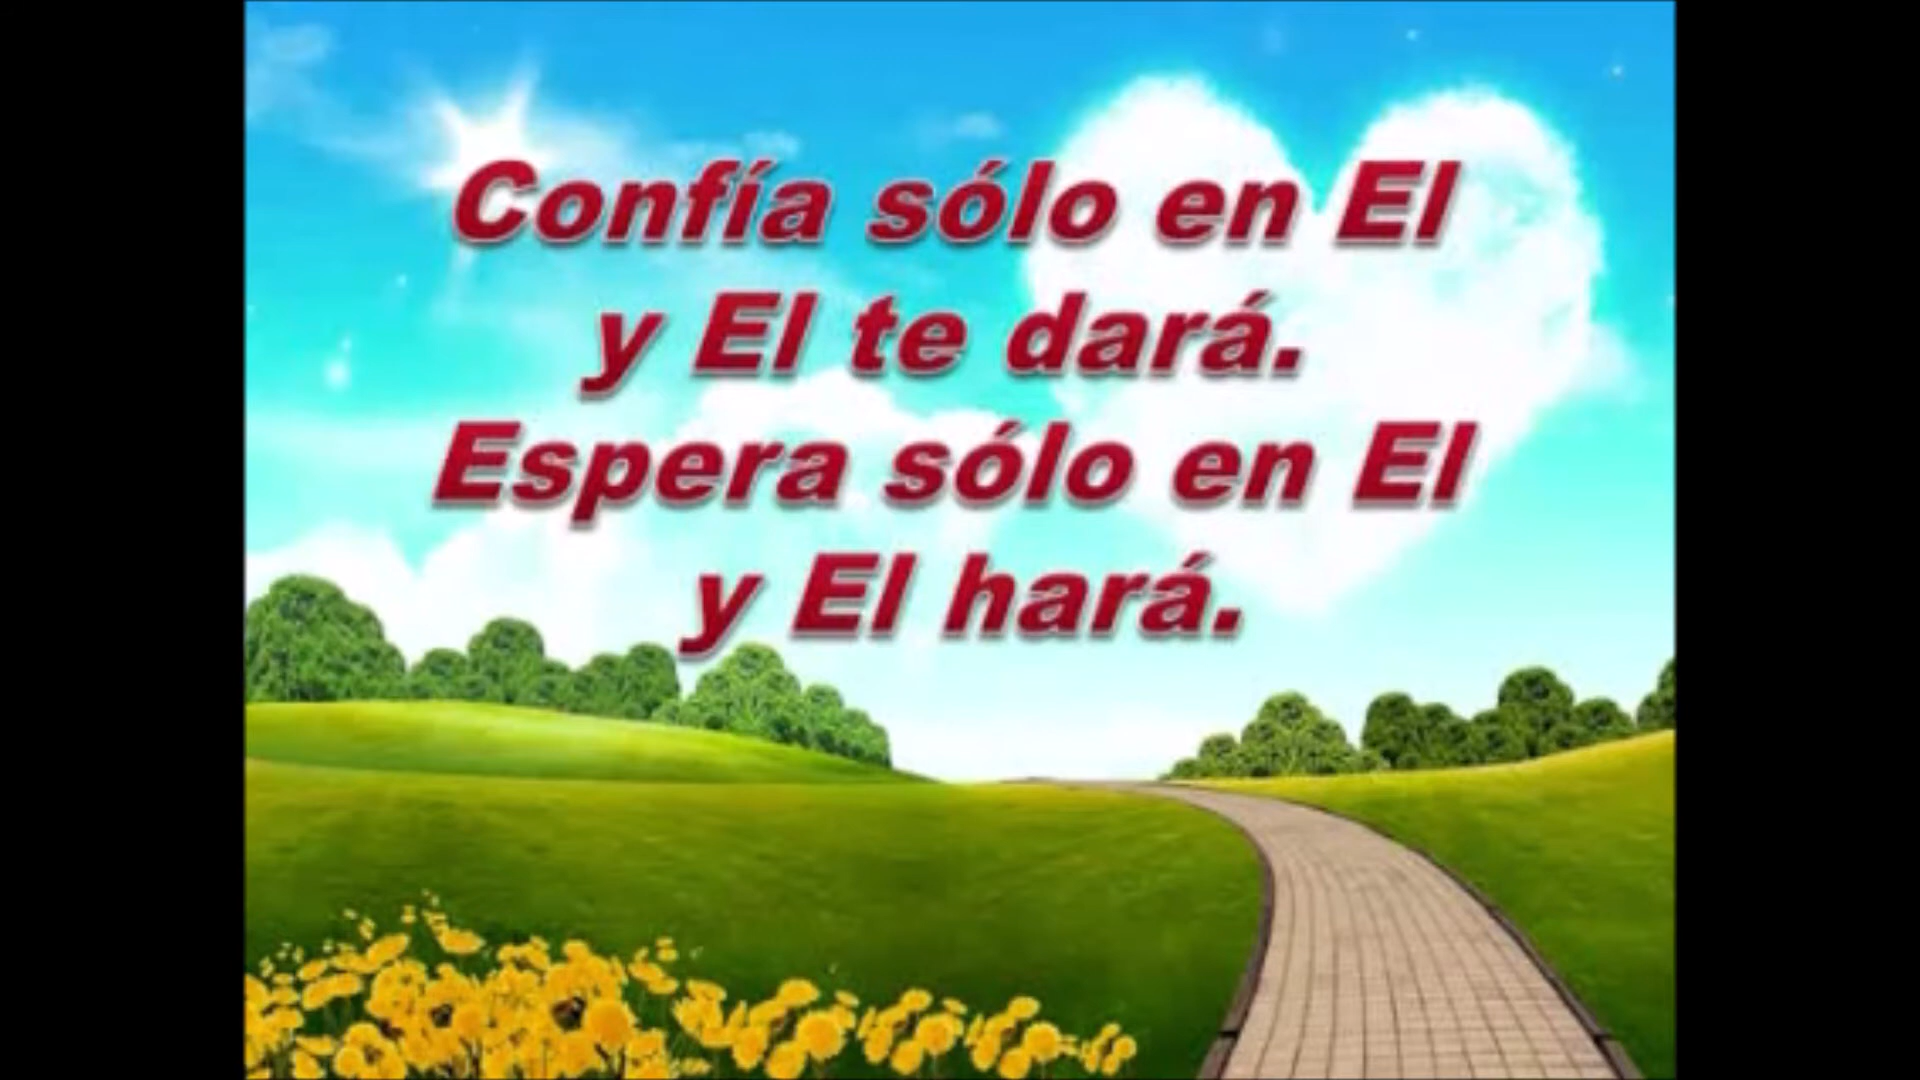 Confía sólo en El
y El te dará.
Espera sólo en El
y El hará.